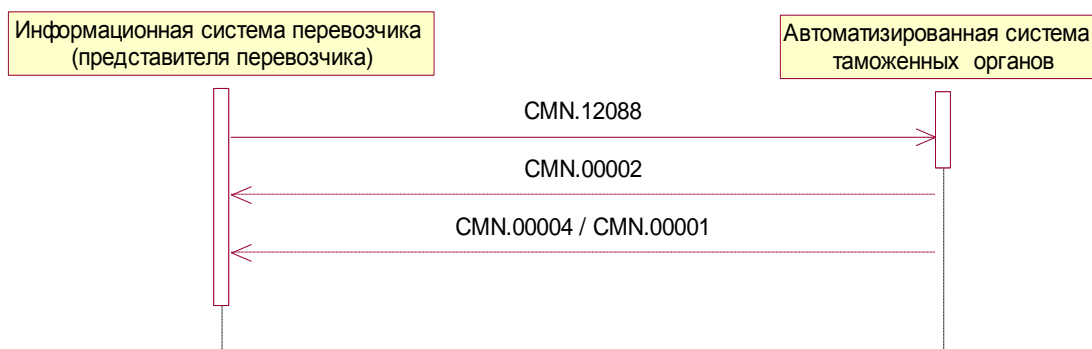 Информационная система перевозчика
(представителя перевозчика)
Автоматизированная система
таможенных органов
CMN.12088
CMN.00002
CMN.00004 / CMN.00001